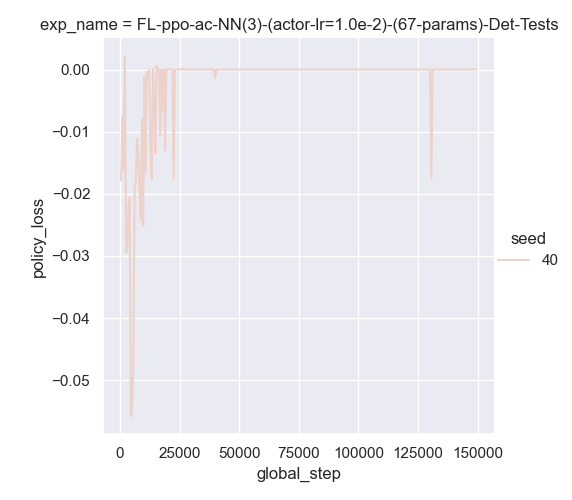 exp_name = FL-ppo-ac-NN(3)-(actor-lr=1.0e-2)-(67-params)-Det-Tests
0.00
−0.01
−0.02
−0.03
−0.04
−0.05
policy_loss
0 25000 50000 75000 100000 125000 150000
global_step
seed
40